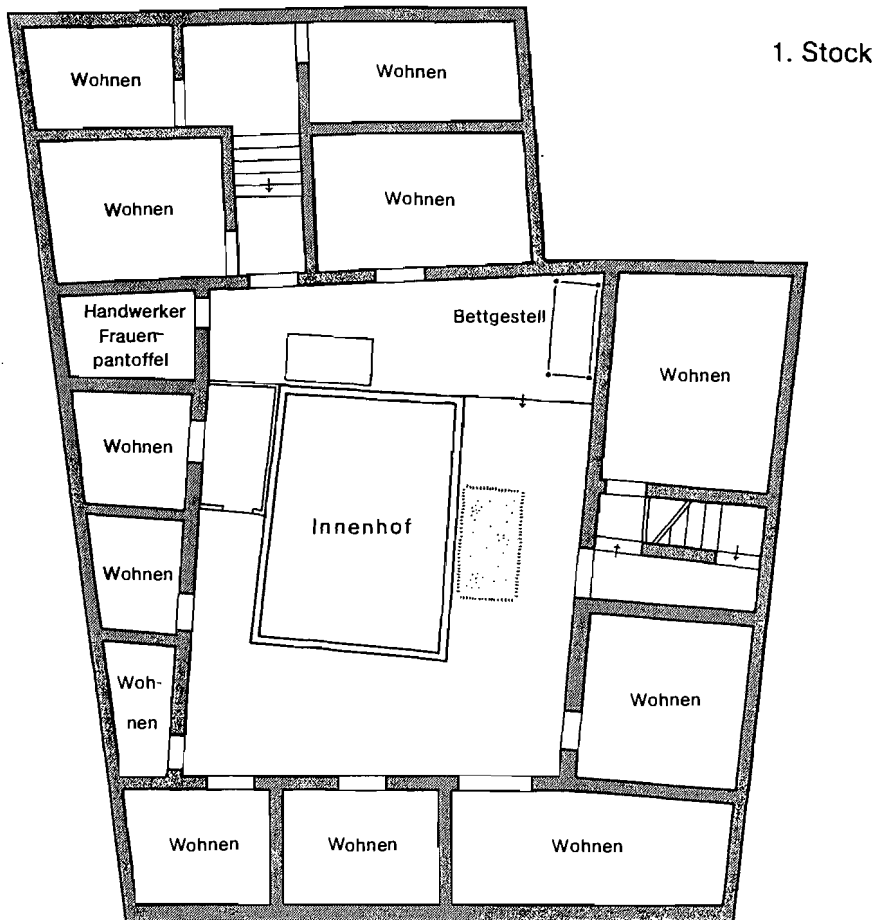 1. Stock
Wohnen
Wohnen
Wohnen
Wohnen
Handwerker
Frauen-
pantoffel
Bettgestell
Wohnen
Wohnen
Innenhof
Wohnen
Woh-
nen
Wohnen
Wohnen
Wohnen
Wohnen